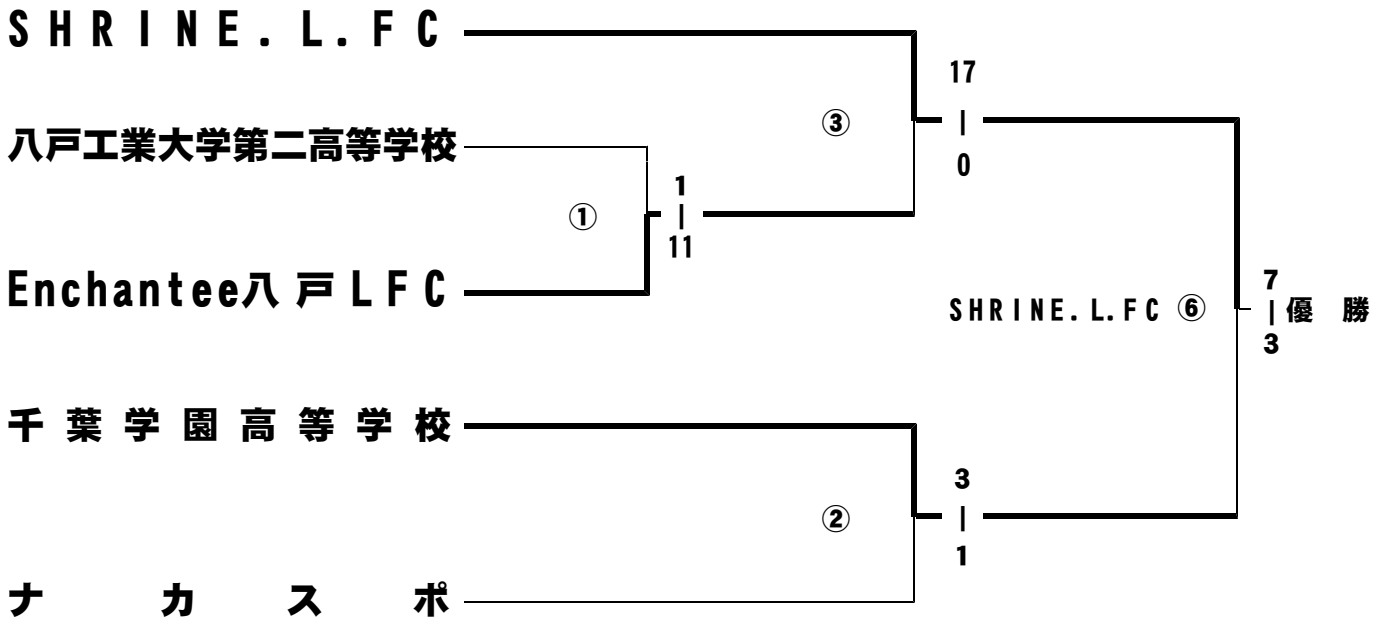 SHRINE.L.FC
17
③
|
八戸工業大学第二高等学校
0
1
①
|
11
Enchantee八戸LFC
7
SHRINE.L.FC ⑥
| 優 勝
3
千葉学園高等学校
3
②
|
1
ナカスポ